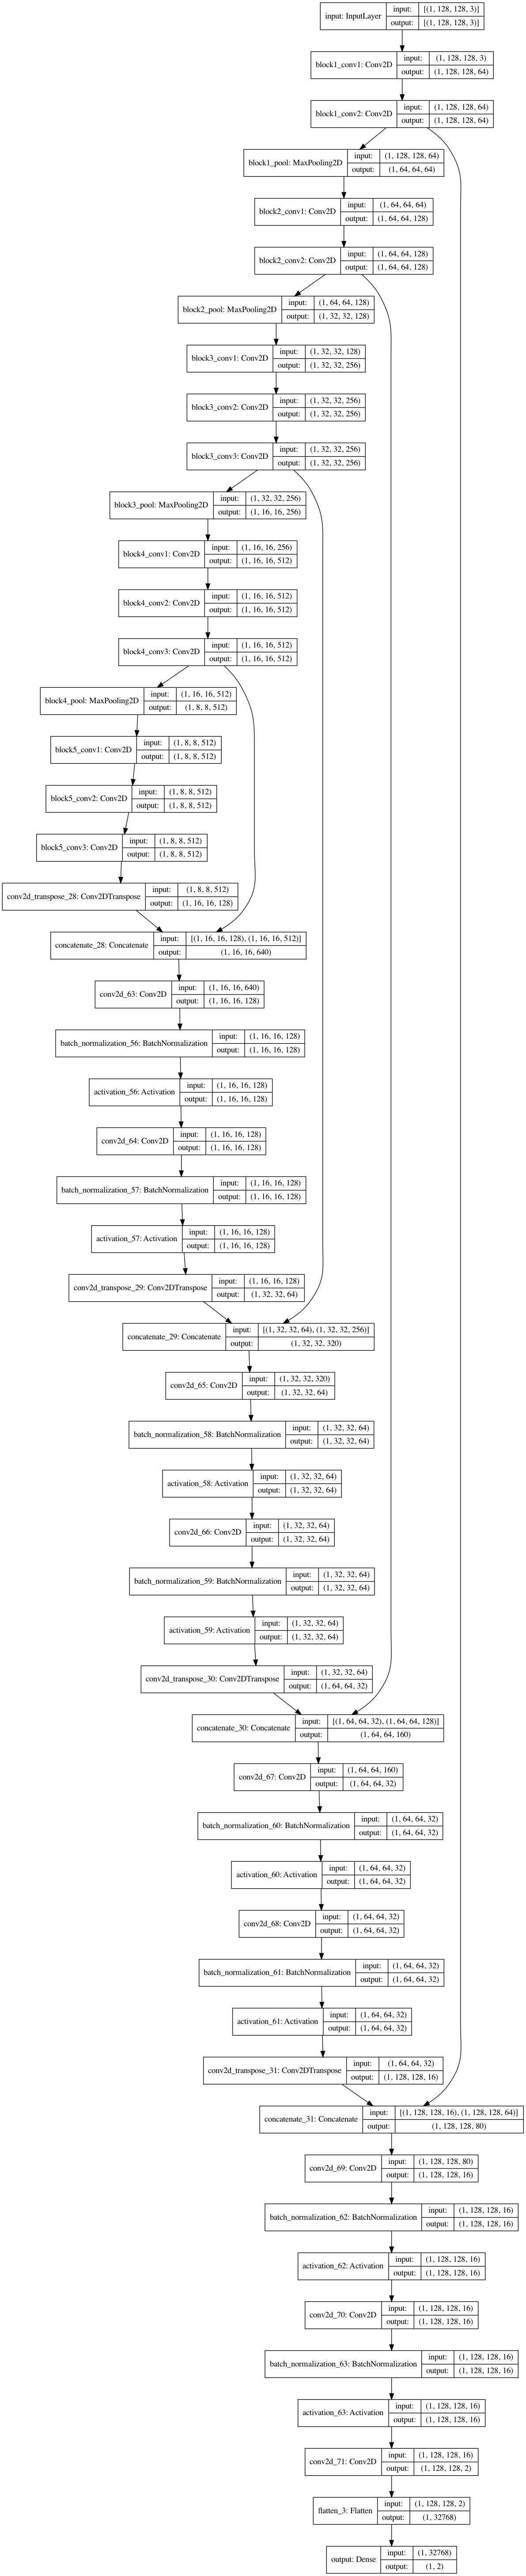 input: InputLayer input: [(1, 128, 128, 3)]
output: [(1, 128, 128, 3)]
block1_conv1: Conv2D input: (1, 128, 128, 3)
output: (1, 128, 128, 64)
block1_conv2: Conv2D input: (1, 128, 128, 64)
output: (1, 128, 128, 64)
block1_pool: MaxPooling2D input: (1, 128, 128, 64)
output: (1, 64, 64, 64)
block2_conv1: Conv2D input: (1, 64, 64, 64)
output: (1, 64, 64, 128)
block2_conv2: Conv2D input: (1, 64, 64, 128)
output: (1, 64, 64, 128)
block2_pool: MaxPooling2D input: (1, 64, 64, 128)
output: (1, 32, 32, 128)
block3_conv1: Conv2D input: (1, 32, 32, 128)
output: (1, 32, 32, 256)
block3_conv2: Conv2D input: (1, 32, 32, 256)
output: (1, 32, 32, 256)
block3_conv3: Conv2D input: (1, 32, 32, 256)
output: (1, 32, 32, 256)
block3_pool: MaxPooling2D input: (1, 32, 32, 256)
output: (1, 16, 16, 256)
block4_conv1: Conv2D input: (1, 16, 16, 256)
output: (1, 16, 16, 512)
block4_conv2: Conv2D input: (1, 16, 16, 512)
output: (1, 16, 16, 512)
block4_conv3: Conv2D input: (1, 16, 16, 512)
output: (1, 16, 16, 512)
block4_pool: MaxPooling2D input: (1, 16, 16, 512)
output: (1, 8, 8, 512)
block5_conv1: Conv2D input: (1, 8, 8, 512)
output: (1, 8, 8, 512)
block5_conv2: Conv2D input: (1, 8, 8, 512)
output: (1, 8, 8, 512)
block5_conv3: Conv2D input: (1, 8, 8, 512)
output: (1, 8, 8, 512)
conv2d_transpose_28: Conv2DTranspose input: (1, 8, 8, 512)
output: (1, 16, 16, 128)
concatenate_28: Concatenate input: [(1, 16, 16, 128), (1, 16, 16, 512)]
output: (1, 16, 16, 640)
conv2d_63: Conv2D input: (1, 16, 16, 640)
output: (1, 16, 16, 128)
batch_normalization_56: BatchNormalization input: (1, 16, 16, 128)
output: (1, 16, 16, 128)
activation_56: Activation input: (1, 16, 16, 128)
output: (1, 16, 16, 128)
conv2d_64: Conv2D input: (1, 16, 16, 128)
output: (1, 16, 16, 128)
batch_normalization_57: BatchNormalization input: (1, 16, 16, 128)
output: (1, 16, 16, 128)
activation_57: Activation input: (1, 16, 16, 128)
output: (1, 16, 16, 128)
conv2d_transpose_29: Conv2DTranspose input: (1, 16, 16, 128)
output: (1, 32, 32, 64)
concatenate_29: Concatenate input: [(1, 32, 32, 64), (1, 32, 32, 256)]
output: (1, 32, 32, 320)
conv2d_65: Conv2D input: (1, 32, 32, 320)
output: (1, 32, 32, 64)
batch_normalization_58: BatchNormalization input: (1, 32, 32, 64)
output: (1, 32, 32, 64)
activation_58: Activation input: (1, 32, 32, 64)
output: (1, 32, 32, 64)
conv2d_66: Conv2D input: (1, 32, 32, 64)
output: (1, 32, 32, 64)
batch_normalization_59: BatchNormalization input: (1, 32, 32, 64)
output: (1, 32, 32, 64)
activation_59: Activation input: (1, 32, 32, 64)
output: (1, 32, 32, 64)
conv2d_transpose_30: Conv2DTranspose input: (1, 32, 32, 64)
output: (1, 64, 64, 32)
concatenate_30: Concatenate input: [(1, 64, 64, 32), (1, 64, 64, 128)]
output: (1, 64, 64, 160)
conv2d_67: Conv2D input: (1, 64, 64, 160)
output: (1, 64, 64, 32)
batch_normalization_60: BatchNormalization input: (1, 64, 64, 32)
output: (1, 64, 64, 32)
activation_60: Activation input: (1, 64, 64, 32)
output: (1, 64, 64, 32)
conv2d_68: Conv2D input: (1, 64, 64, 32)
output: (1, 64, 64, 32)
batch_normalization_61: BatchNormalization input: (1, 64, 64, 32)
output: (1, 64, 64, 32)
activation_61: Activation input: (1, 64, 64, 32)
output: (1, 64, 64, 32)
conv2d_transpose_31: Conv2DTranspose input: (1, 64, 64, 32)
output: (1, 128, 128, 16)
concatenate_31: Concatenate input: [(1, 128, 128, 16), (1, 128, 128, 64)]
output: (1, 128, 128, 80)
conv2d_69: Conv2D input: (1, 128, 128, 80)
output: (1, 128, 128, 16)
batch_normalization_62: BatchNormalization input: (1, 128, 128, 16)
output: (1, 128, 128, 16)
activation_62: Activation input: (1, 128, 128, 16)
output: (1, 128, 128, 16)
conv2d_70: Conv2D input: (1, 128, 128, 16)
output: (1, 128, 128, 16)
batch_normalization_63: BatchNormalization input: (1, 128, 128, 16)
output: (1, 128, 128, 16)
activation_63: Activation input: (1, 128, 128, 16)
output: (1, 128, 128, 16)
conv2d_71: Conv2D input: (1, 128, 128, 16)
output: (1, 128, 128, 2)
flatten_3: Flatten input: (1, 128, 128, 2)
output: (1, 32768)
output: Dense input: (1, 32768)
output: (1, 2)